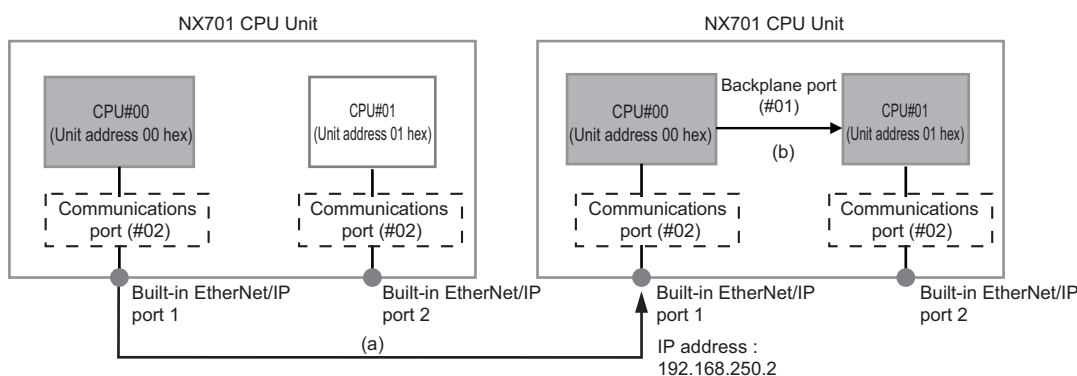 NX701 CPU Unit
NX701 CPU Unit
CPU#00
(Unit address 00 hex)
CPU#01
(Unit address 01 hex)
CPU#00
(Unit address 00 hex)
Backplane port
(#01)
(b)
CPU#01
(Unit address 01 hex)
Communications
port (#02)
Communications
port (#02)
Communications
port (#02)
Communications
port (#02)
Built-in EtherNet/IP
port 1
Built-in EtherNet/IP
port 2
Built-in EtherNet/IP
port 1
Built-in EtherNet/IP
port 2
(a)
IP address :
192.168.250.2